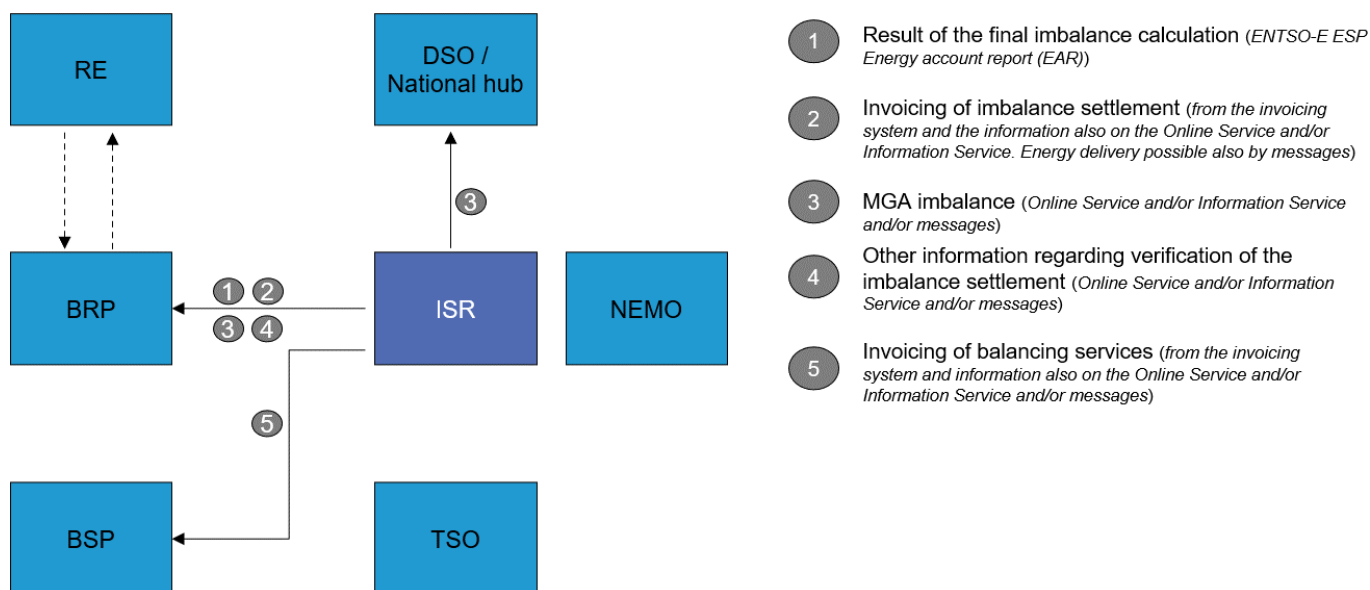 RE
DSO /
National hub
3
BRP
1 2
3 4
ISR
NEMO
5
BSP
TSO
1
Result of the final imbalance calculation (ENTSO-E ESP
Energy account report (EAR))
2
Invoicing of imbalance settlement (from the invoicing
system and the information also on the Online Service and/or
Information Service. Energy delivery possible also by messages)
3
MGA imbalance (Online Service and/or Information Service
and/or messages)
4
Other information regarding verification of the
imbalance settlement (Online Service and/or Information
Service and/or messages)
5
Invoicing of balancing services (from the invoicing
system and information also on the Online Service and/or
Information Service and/or messages)